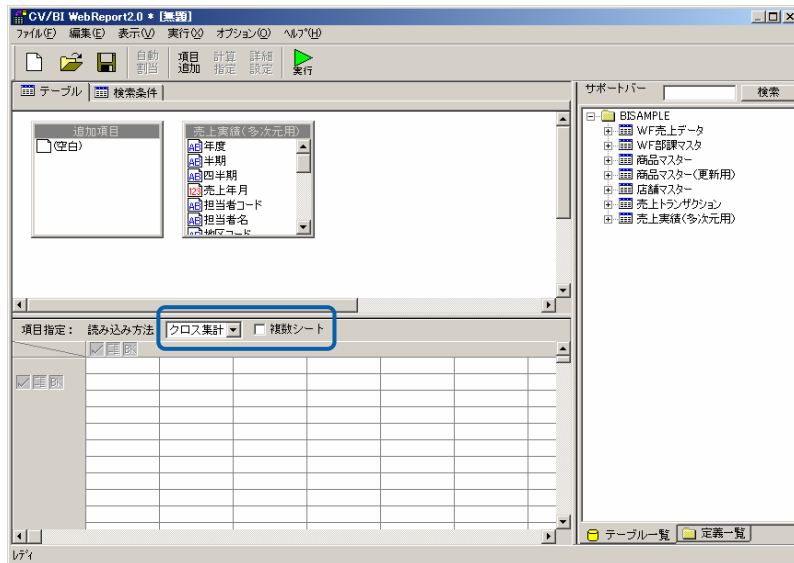 CV/BI WebReport2.0 * [無題]
ファイル(F) 編集(E) 表示(V) 実行(X) オプション(O) ヘルプ(H)
自動割当 項目追加 計算指定 詳細設定 実行
テーブル 検索条件
追加項目
(空白)
売上実績(多次元用)
年度
半期
四半期
売上年月
担当者コード
担当者名
地区コード
項目指定: 読み込み方法 クロス集計 複数シート
サポートバー 検索
BISAMPLE
WF売上データ
WF部課マスタ
商品マスター
商品マスター(更新用)
店舗マスター
売上トランザクション
売上実績(多次元用)
テーブル一覧 定義一覧
レディ